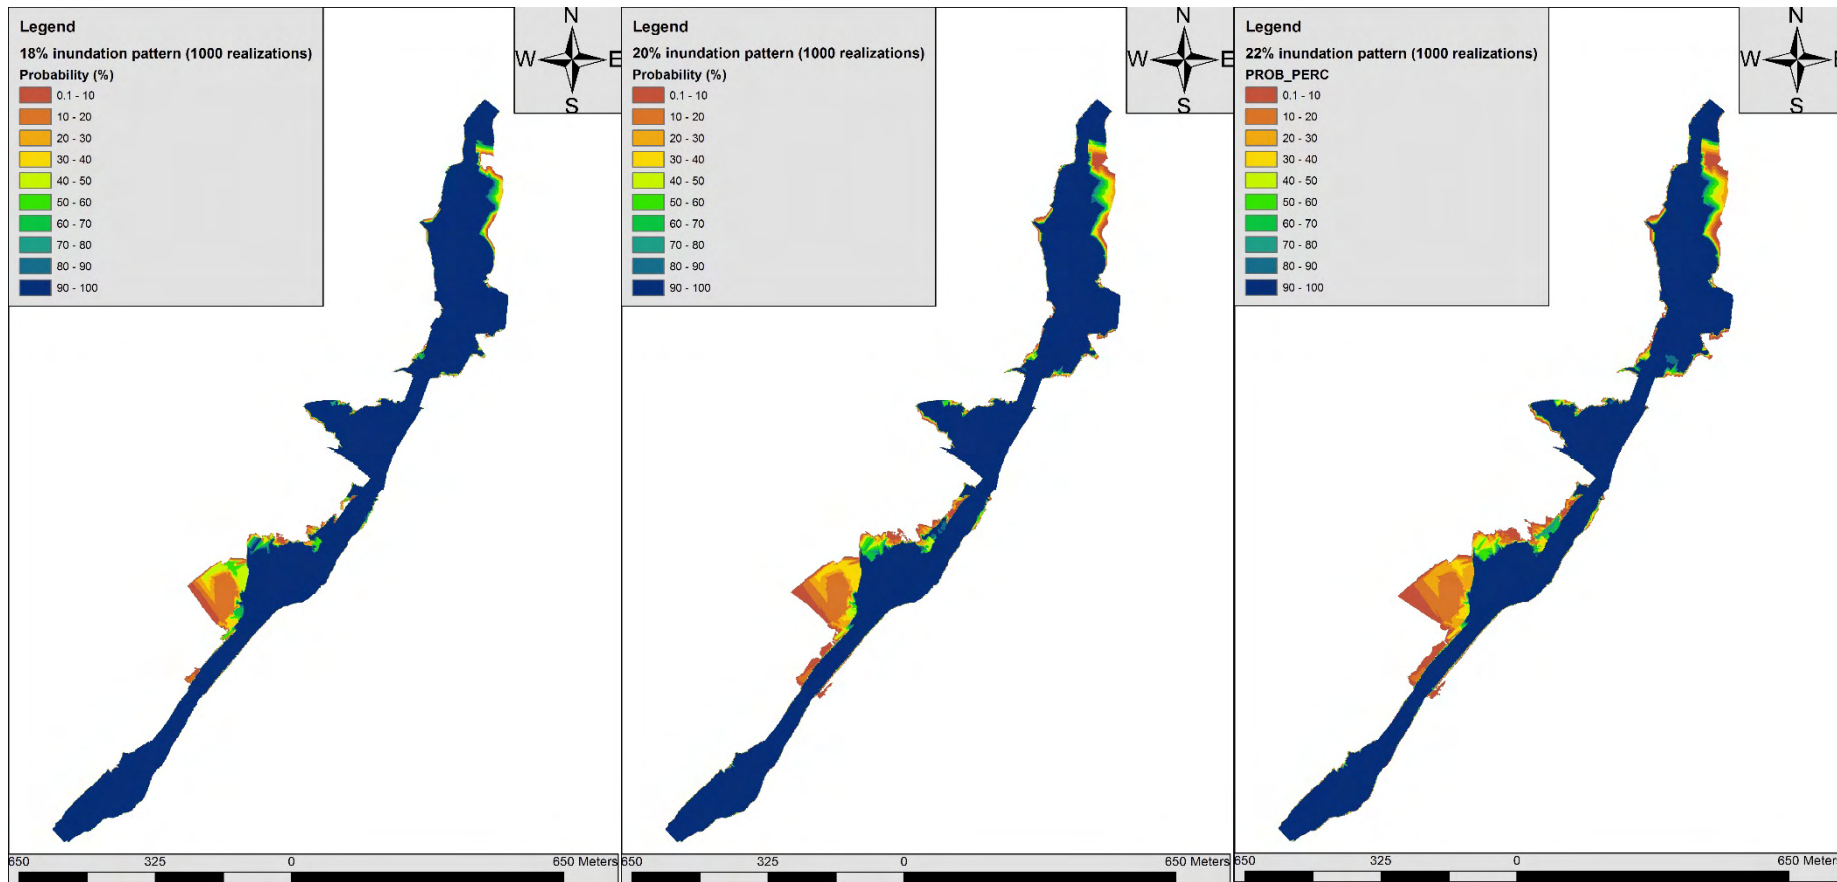 Legend
18% inundation pattern (1000 realizations)
Probability (%)
0.1 - 10
10 - 20
20 - 30
30 - 40
40 - 50
50 - 60
60 - 70
70 - 80
80 - 90
90 - 100
N
W
E
S
650
325
0
650 Meters
Legend
20% inundation pattern (1000 realizations)
Probability (%)
0.1 - 10
10 - 20
20 - 30
30 - 40
40 - 50
50 - 60
60 - 70
70 - 80
80 - 90
90 - 100
N
W
E
S
650
325
0
650 Meters
Legend
22% inundation pattern (1000 realizations)
PROB_PERC
0.1 - 10
10 - 20
20 - 30
30 - 40
40 - 50
50 - 60
60 - 70
70 - 80
80 - 90
90 - 100
N
W
E
S
650
325
0
650 Meters